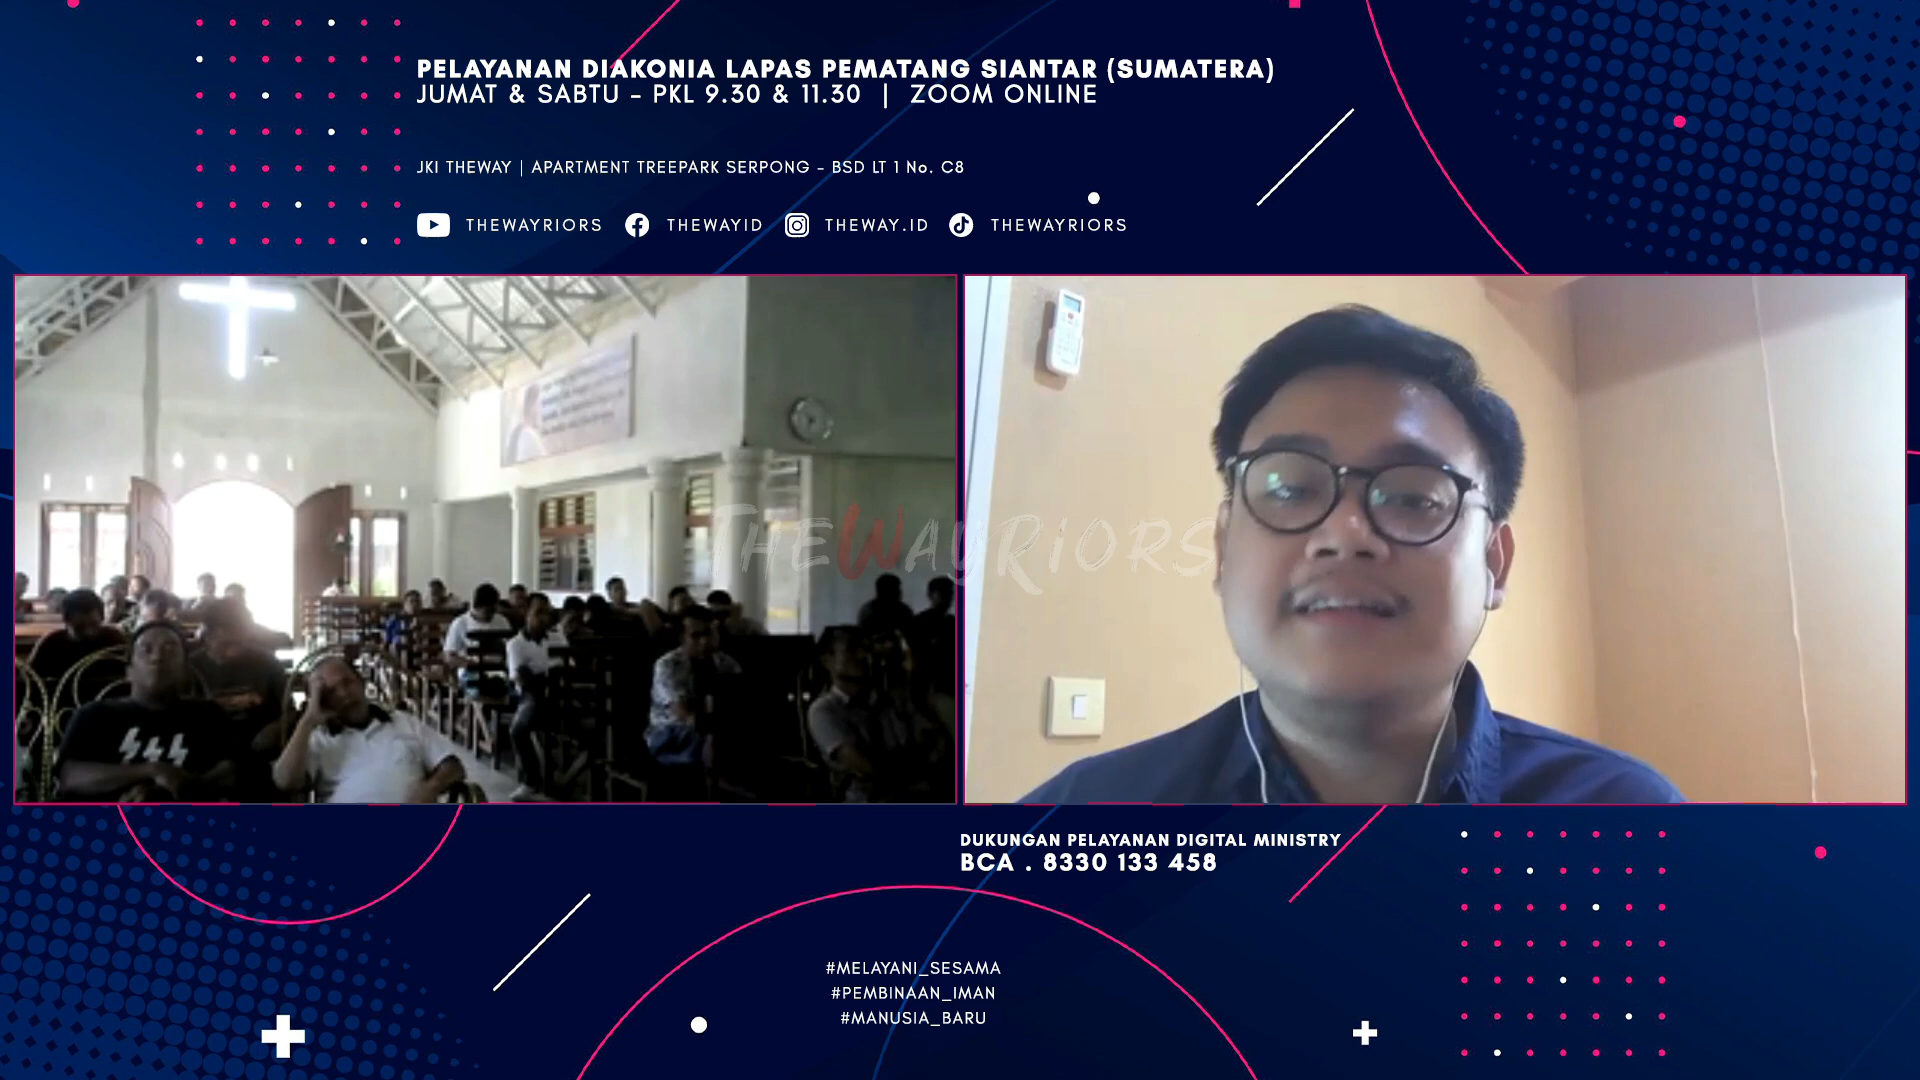 PELAYANAN DIAKONIA LAPAS PEMATANG SIANTAR (SUMATERA)
JUMAT & SABTU - PKL 9.30 & 11.30 | ZOOM ONLINE
JKI THEWAY | APARTMENT TREEPARK SERPONG - BSD LT 1 No. C8
THEWAYRIORS THEWAYID THEWAY.ID THEWAYRIORS
THEWAYRIORS
DUKUNGAN PELAYANAN DIGITAL MINISTRY
BCA . 8330 133 458
#MELAYANI_SESAMA
#PEMBINAAN_IMAN
#MANUSIA_BARU